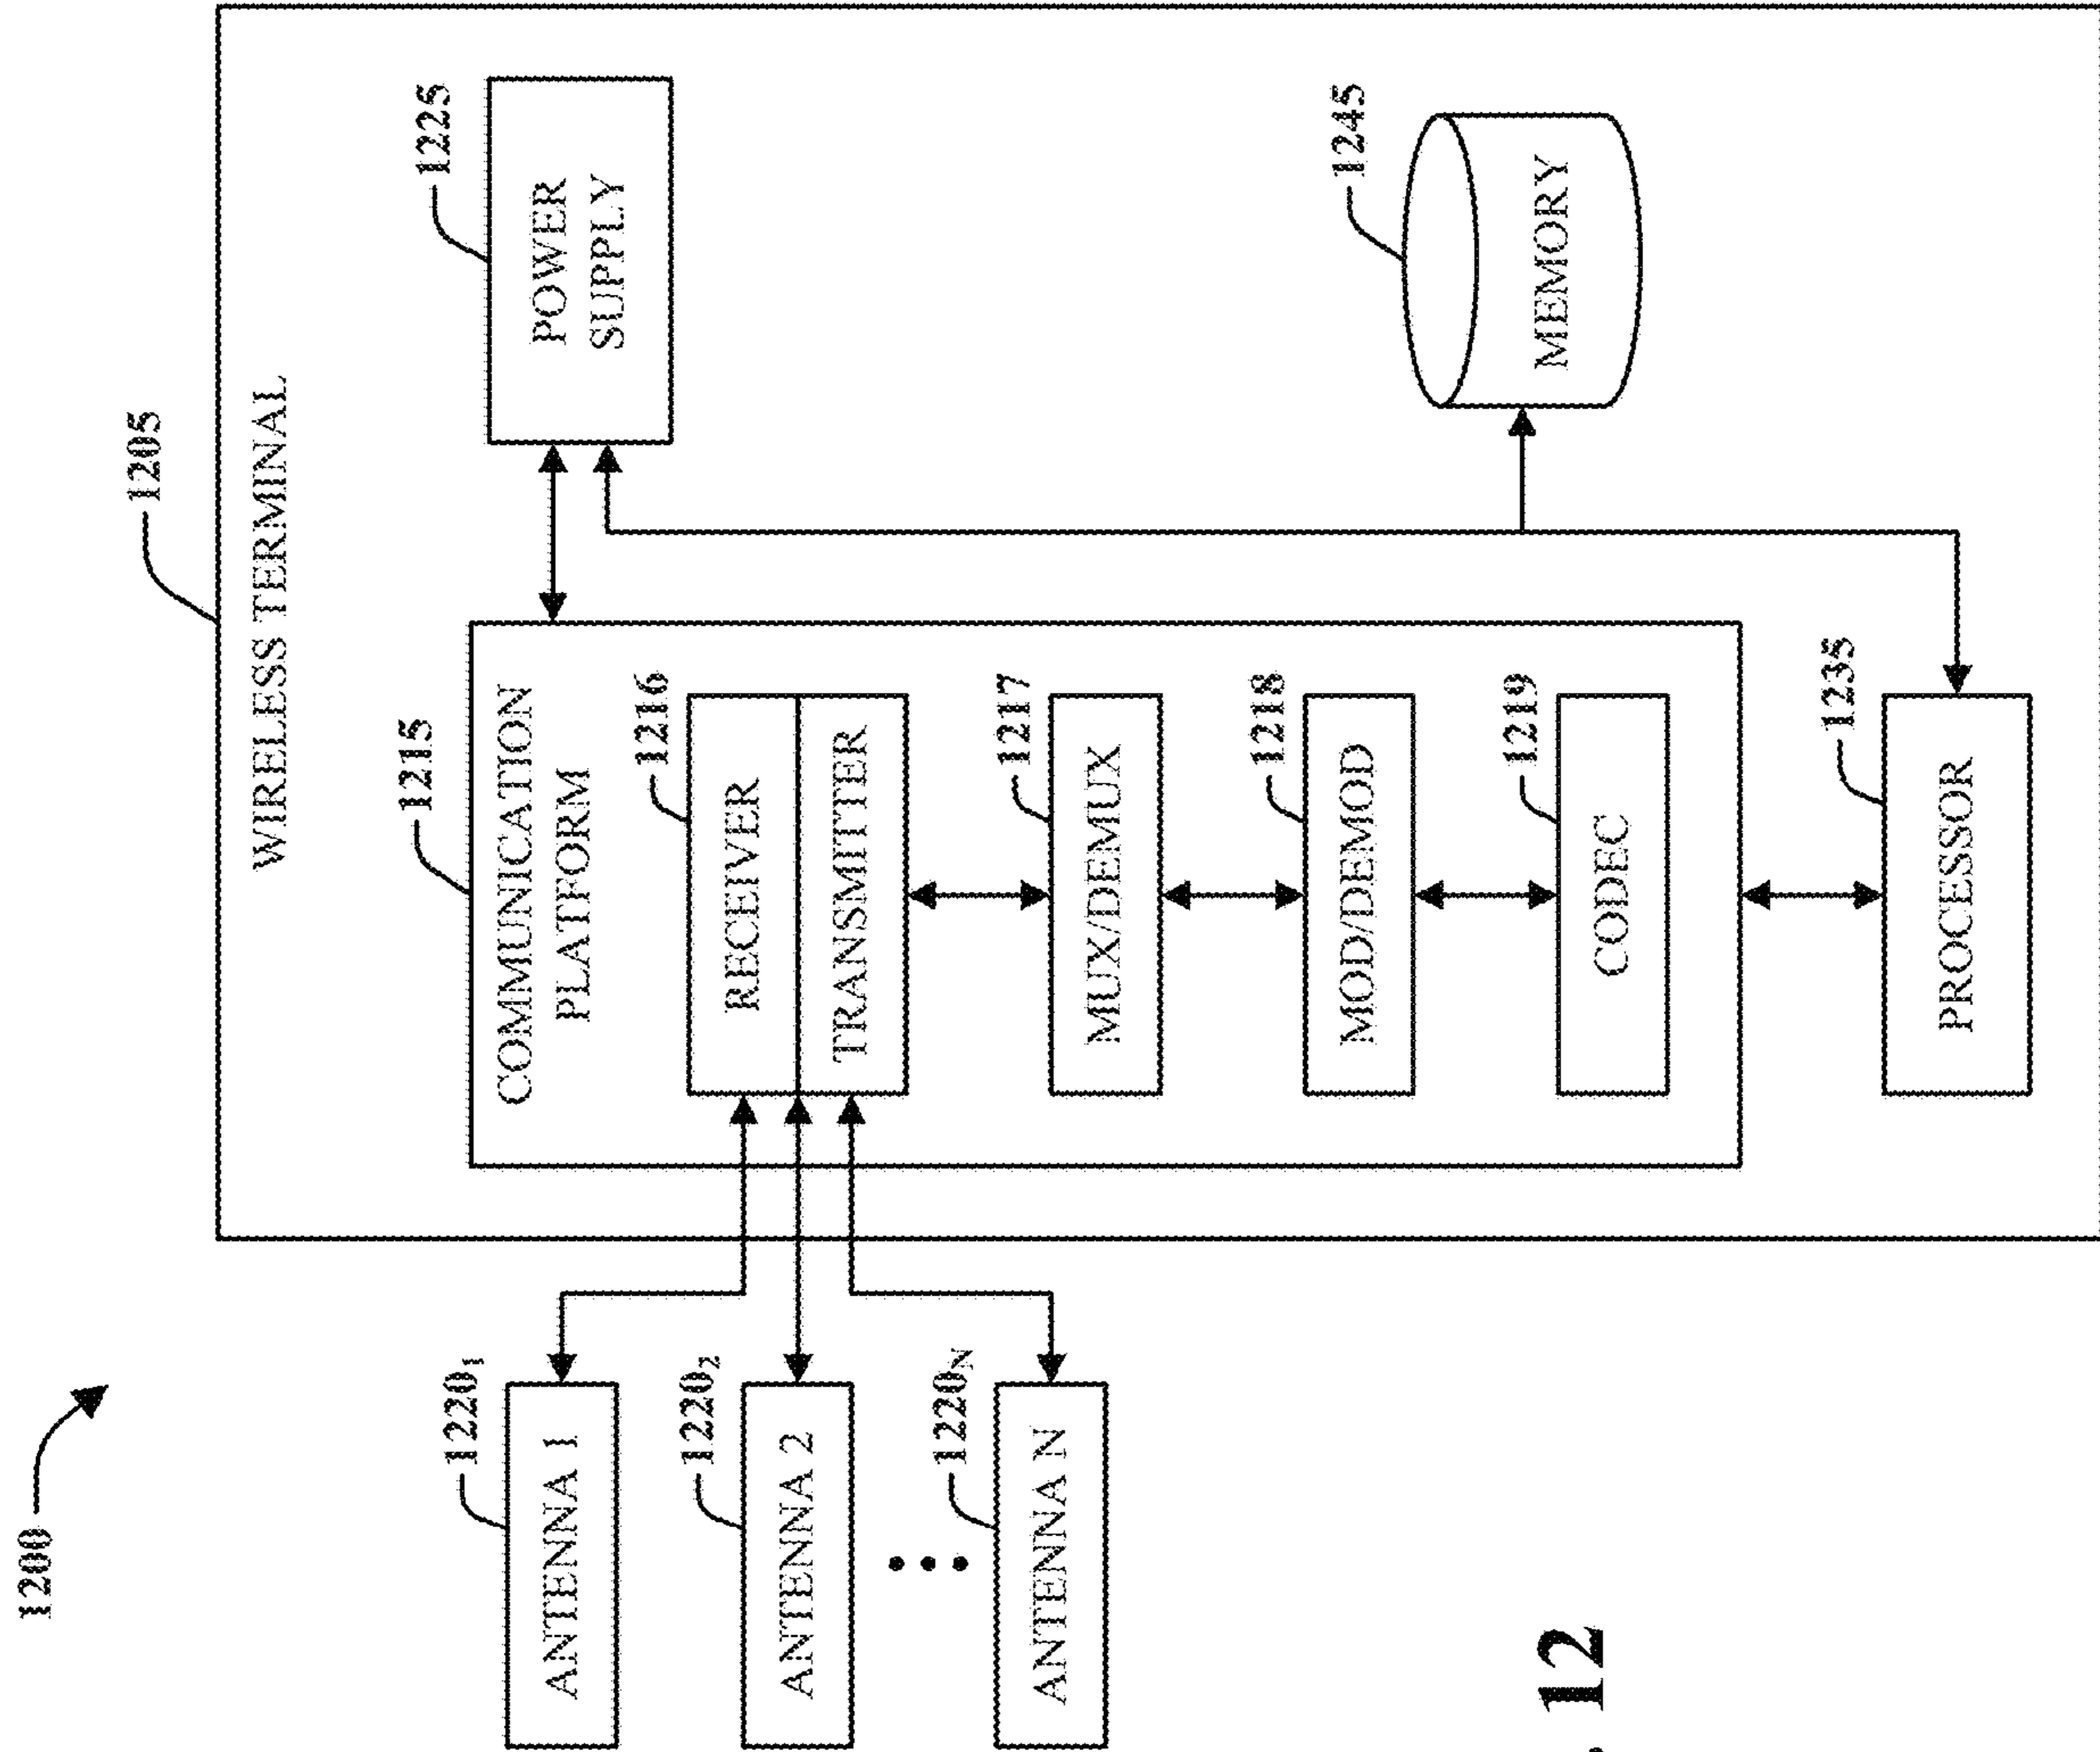 1200
1205
WIRELESS TERMINAL
1215
COMMUNICATION
PLATFORM
1225
POWER
SUPPLY
1220₁
ANTENNA 1
1216
RECEIVER
TRANSMITTER
1220₂
ANTENNA 2
1220N
ANTENNA N
1217
MUX/DEMUX
1218
MOD/DEMOD
1219
CODEC
1245
MEMORY
1235
PROCESSOR
. 12